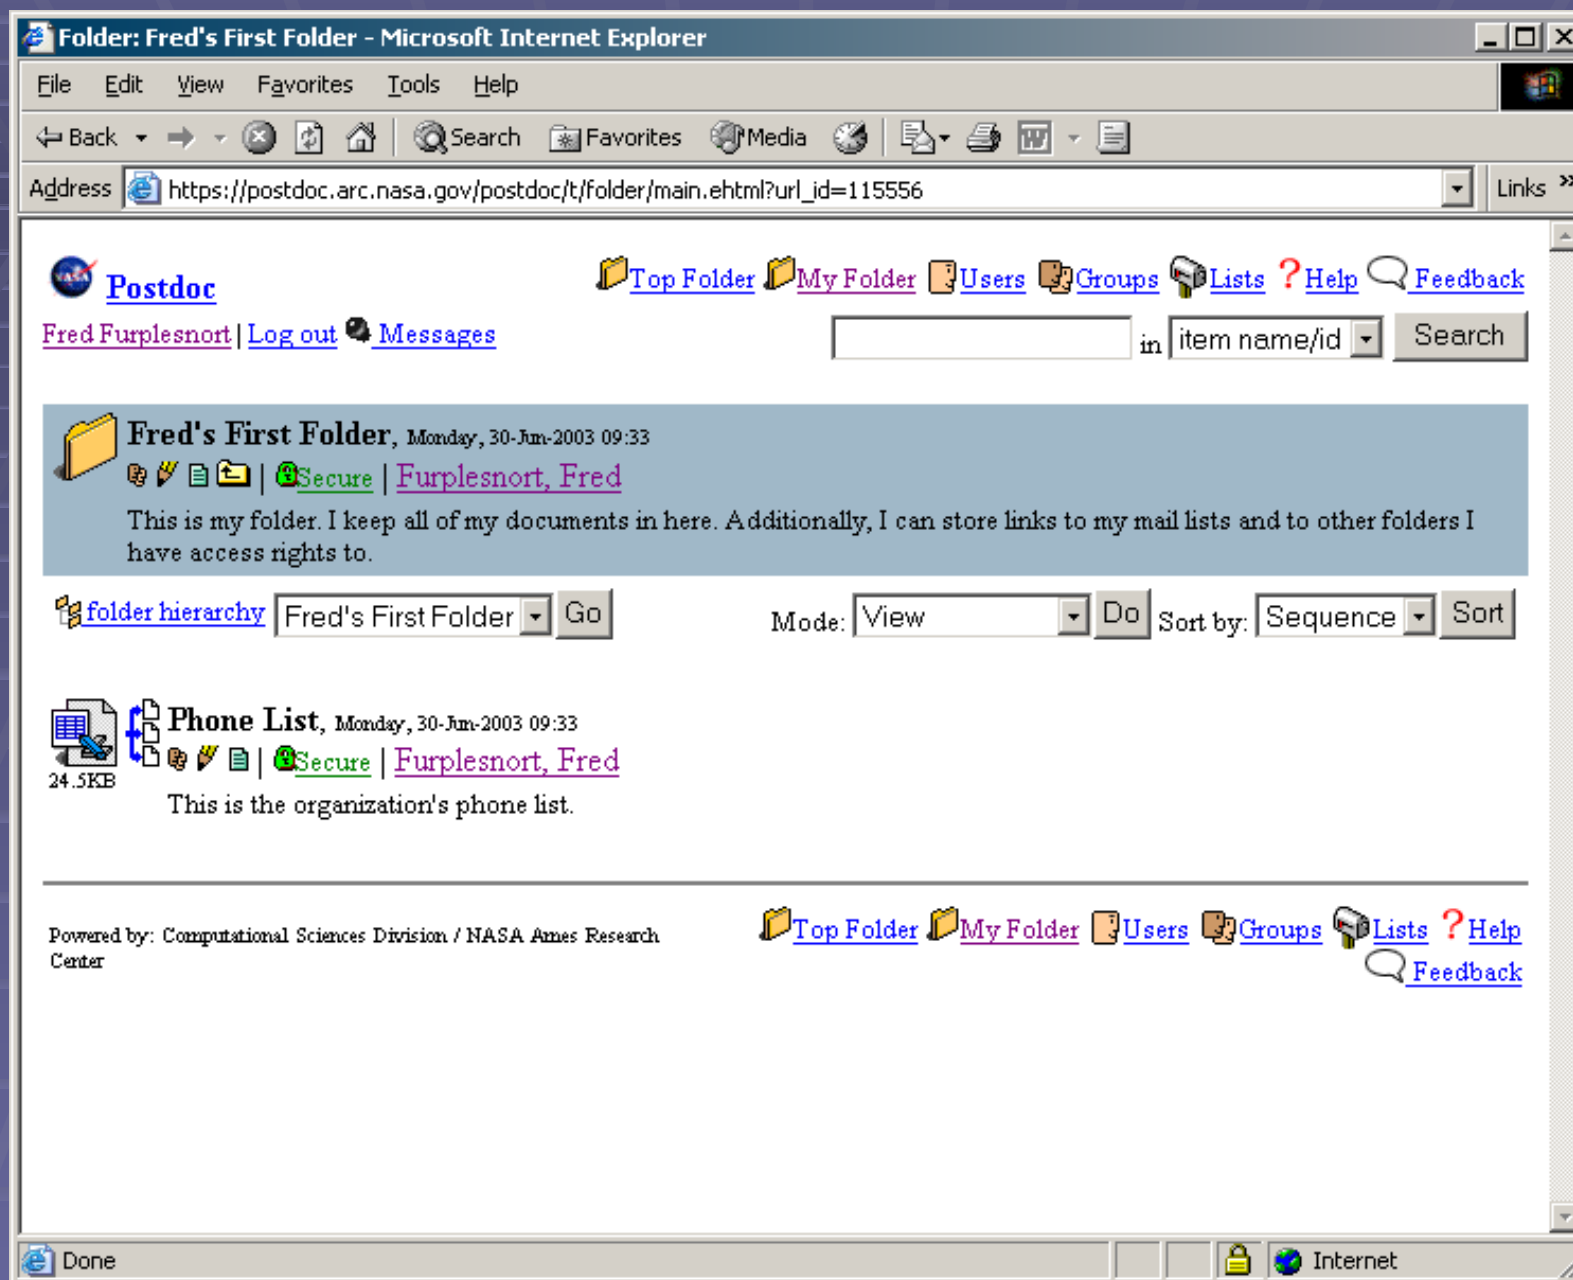 Folder: Fred's First Folder - Microsoft Internet Explorer
File Edit View Favorites Tools Help
Back Search Favorites Media
Address https://postdoc.arc.nasa.gov/postdoc/t/folder/main.ehtml?url_id=115556 Links »
Postdoc Top Folder My Folder Users Groups Lists ? Help Feedback
Fred Furplesnort | Log out Messages in item name/id Search
Fred's First Folder, Monday, 30-Jun-2003 09:33
| Secure | Furplesnort, Fred
This is my folder. I keep all of my documents in here. Additionally, I can store links to my mail lists and to other folders I
have access rights to.
folder hierarchy Fred's First Folder Go Mode: View Do Sort by: Sequence Sort
Phone List, Monday, 30-Jun-2003 09:33
| Secure | Furplesnort, Fred
24.5KB
This is the organization's phone list.
Powered by: Computational Sciences Division / NASA Ames Research
Center
Top Folder My Folder Users Groups Lists ? Help
Feedback
Done Internet